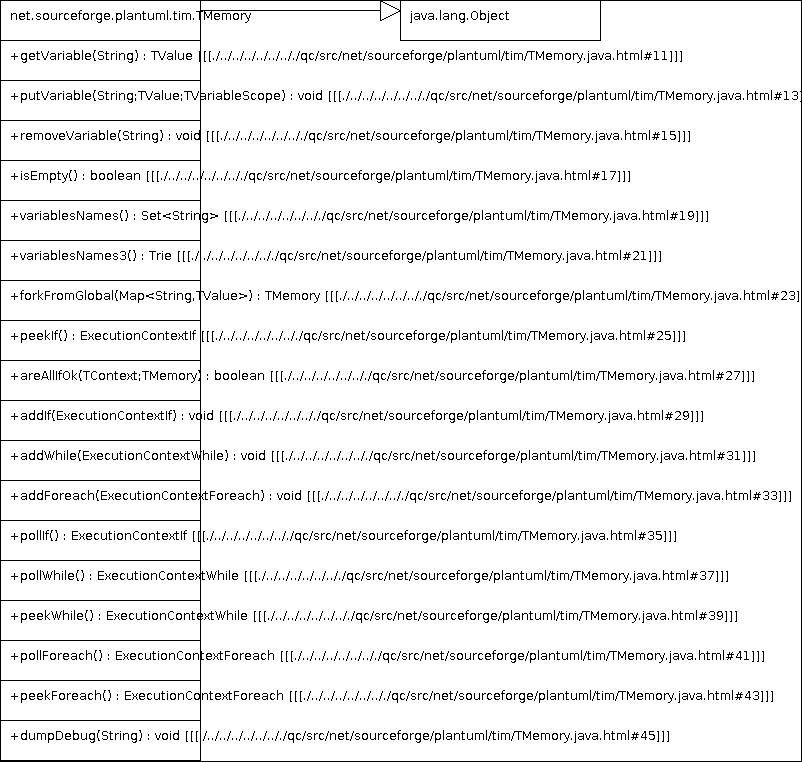 net.sourceforge.plantuml.tim.TMemory
java.lang.Object
+getVariable(String) : TValue [[[./../../../../../../../qc/src/net/sourceforge/plantuml/tim/TMemory.java.html#11]]]
+putVariable(String;TValue;TVariableScope) : void [[[./../../../../../../../qc/src/net/sourceforge/plantuml/tim/TMemory.java.html#13]
+removeVariable(String) : void [[[./../../../../../../../qc/src/net/sourceforge/plantuml/tim/TMemory.java.html#15]]]
+isEmpty() : boolean [[[./../../../../../../../qc/src/net/sourceforge/plantuml/tim/TMemory.java.html#17]]]
+variablesNames() : Set<String> [[[./../../../../../../../qc/src/net/sourceforge/plantuml/tim/TMemory.java.html#19]]]
+variablesNames3() : Trie [[[./../../../../../../../qc/src/net/sourceforge/plantuml/tim/TMemory.java.html#21]]]
+forkFromGlobal(Map<String,TValue>) : TMemory [[[./../../../../../../../qc/src/net/sourceforge/plantuml/tim/TMemory.java.html#23]
+peekIf() : ExecutionContextIf [[[./../../../../../../../qc/src/net/sourceforge/plantuml/tim/TMemory.java.html#25]]]
+areAllIfOk(TContext;TMemory) : boolean [[[./../../../../../../../qc/src/net/sourceforge/plantuml/tim/TMemory.java.html#27]]]
+addIf(ExecutionContextIf) : void [[[./../../../../../../../qc/src/net/sourceforge/plantuml/tim/TMemory.java.html#29]]]
+addWhile(ExecutionContextWhile) : void [[[./../../../../../../../qc/src/net/sourceforge/plantuml/tim/TMemory.java.html#31]]]
+addForeach(ExecutionContextForeach) : void [[[./../../../../../../../qc/src/net/sourceforge/plantuml/tim/TMemory.java.html#33]]]
+pollIf() : ExecutionContextIf [[[./../../../../../../../qc/src/net/sourceforge/plantuml/tim/TMemory.java.html#35]]]
+pollWhile() : ExecutionContextWhile [[[./../../../../../../../qc/src/net/sourceforge/plantuml/tim/TMemory.java.html#37]]]
+peekWhile() : ExecutionContextWhile [[[./../../../../../../../qc/src/net/sourceforge/plantuml/tim/TMemory.java.html#39]]]
+pollForeach() : ExecutionContextForeach [[[./../../../../../../../qc/src/net/sourceforge/plantuml/tim/TMemory.java.html#41]]]
+peekForeach() : ExecutionContextForeach [[[./../../../../../../../qc/src/net/sourceforge/plantuml/tim/TMemory.java.html#43]]]
+dumpDebug(String) : void [[[./../../../../../../../qc/src/net/sourceforge/plantuml/tim/TMemory.java.html#45]]]